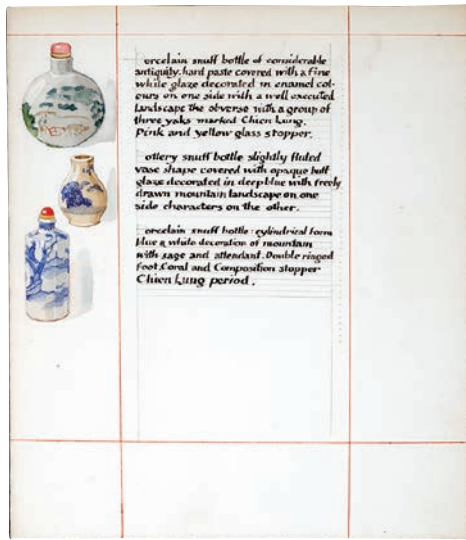 orcelain snuff bottle of considerable
antiquity. hard paste covered with a fine
white glaze decorated in enamel col-
ours on one side with a well executed
landscape the obverse with a group of
three yaks marked Chien Lung.
Pink and yellow glass stopper.
ottery snuff bottle slightly fluted
vase shape covered with opaque buff
glaze decorated in deep blue with freely
drawn mountain landscape on one
side characters on the other.
orcelain snuff bottle: cylindrical form
blue & white decoration of mountain
with sage and attendant. Double ringed
foot. Coral and Composition stopper
Chien Lung period.